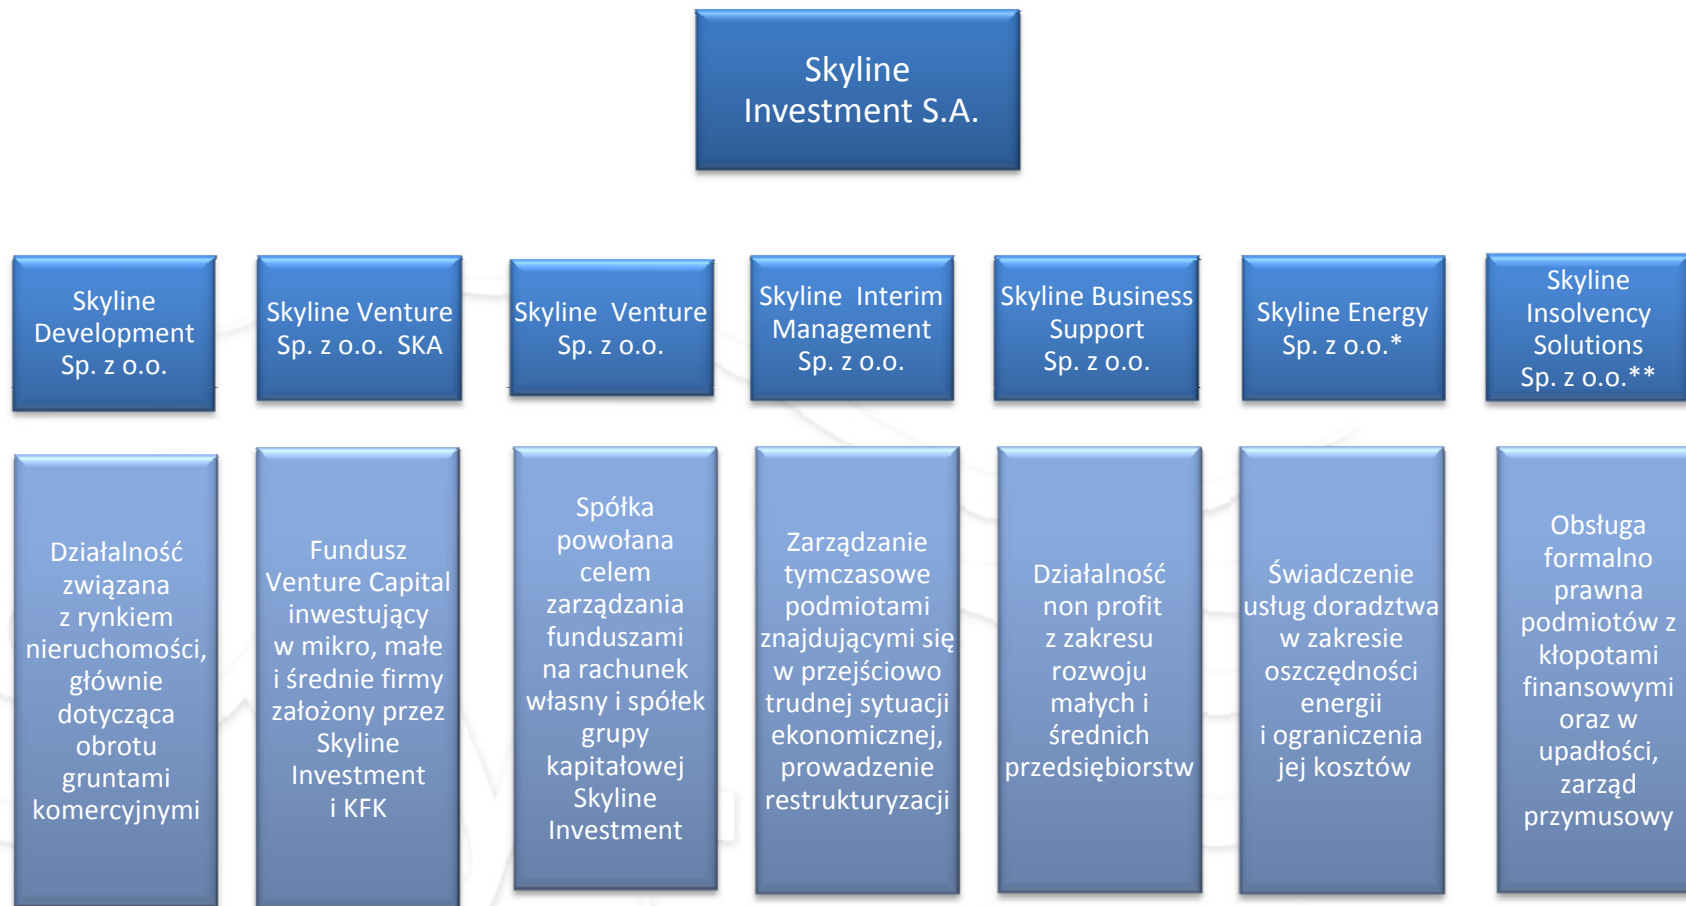 Skyline
Investment S.A.
Skyline
Development
Sp. z o.o.
Skyline Venture
Sp. z o.o. SKA
Skyline Venture
Sp. z o.o.
Skyline Interim
Management
Sp. z o.o.
Skyline Business
Support
Sp. z o.o.
Skyline Energy
Sp. z o.o.*
Skyline
Insolvency
Solutions
Sp. z o.o.**
Działalność
związana
z rynkiem
nieruchomości,
głównie
dotycząca
obrotu
gruntami
komercyjnymi
Fundusz
Venture Capital
inwestujący
w mikro, małe
i średnie firmy
założony przez
Skyline
Investment
i KFK
Spółka
powołana
celem
zarządzania
funduszami
na rachunek
własny i spółek
grupy
kapitałowej
Skyline
Investment
Zarządzanie
tymczasowe
podmiotami
znajdującymi się
w przejściowo
trudnej sytuacji
ekonomicznej,
prowadzenie
restrukturyzacji
Działalność
non profit
z zakresu
rozwoju
małych i
średnich
przedsiębiorstw
Świadczenie
usług doradztwa
w zakresie
oszczędności
energii
i ograniczenia
jej kosztów
Obsługa
formalno
prawna
podmiotów z
kłopotami
finansowymi
oraz w
upadłości,
zarząd
przymusowy